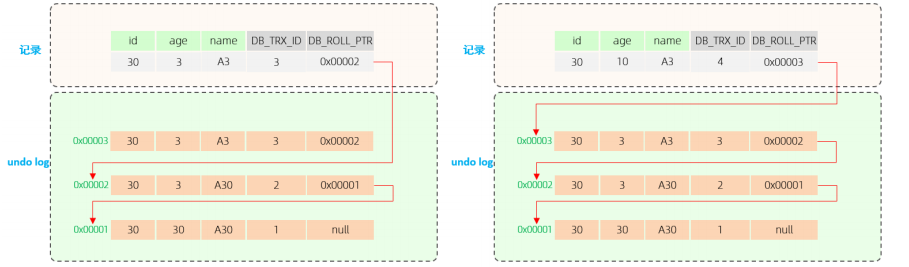 记录
id age name DB_TRX_ID DB_ROLL_PTR
30 3 A3 3 0x00002
undo log
0x00003 30 3 A3 3 0x00002
0x00002 30 3 A30 2 0x00001
0x00001 30 30 A30 1 null
记录
id age name DB_TRX_ID DB_ROLL_PTR
30 10 A3 4 0x00003
undo log
0x00003 30 3 A3 3 0x00002
0x00002 30 3 A30 2 0x00001
0x00001 30 30 A30 1 null